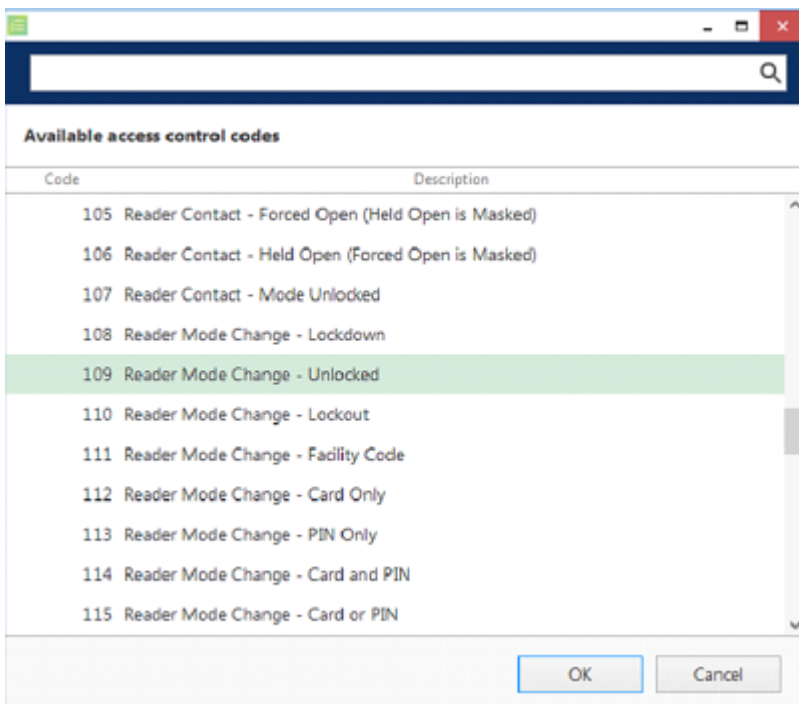 Available access control codes
Code Description
105 Reader Contact - Forced Open (Held Open is Masked)
106 Reader Contact - Held Open (Forced Open is Masked)
107 Reader Contact - Mode Unlocked
108 Reader Mode Change - Lockdown
109 Reader Mode Change - Unlocked
110 Reader Mode Change - Lockout
111 Reader Mode Change - Facility Code
112 Reader Mode Change - Card Only
113 Reader Mode Change - PIN Only
114 Reader Mode Change - Card and PIN
115 Reader Mode Change - Card or PIN
OK Cancel